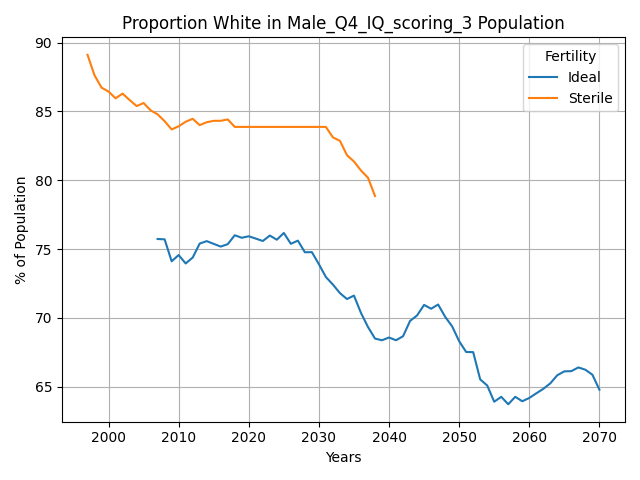 Proportion White in Male_Q4_IQ_scoring_3 Population
90
85
80
75
70
65
% of Population
Fertility
Ideal
Sterile
2000 2010 2020 2030 2040 2050 2060 2070
Years